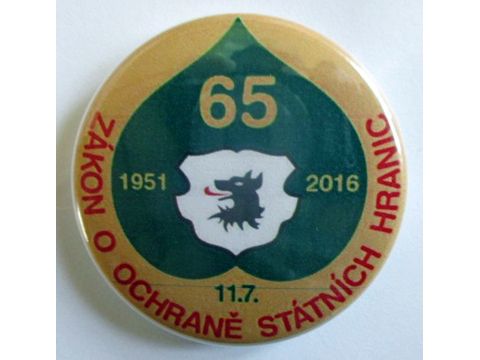 65
1951 2016
11.7.
ZÁKON O OCHRANĚ STÁTNÍCH HRANIC